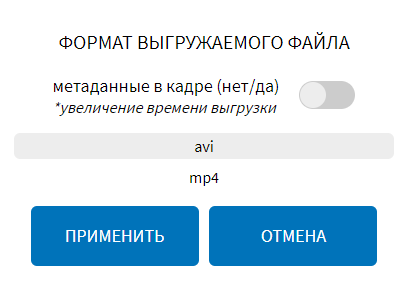 ФОРМАТ ВЫГРУЖАЕМОГО ФАЙЛА
метаданные в кадре (нет/да)
*увеличение времени выгрузки
avi
mp4
ПРИМЕНИТЬ ОТМЕНА